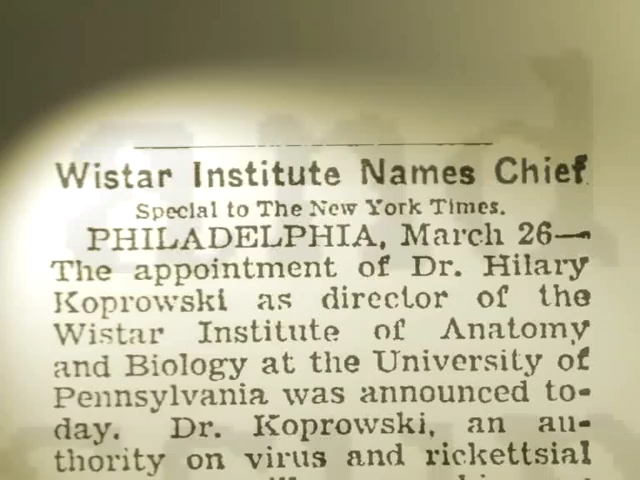 Wistar Institute Names Chief
Special to The New York Times.
PHILADELPHIA, March 26—
The appointment of Dr. Hilary
Koprowski as director of the
Wistar Institute of Anatomy
and Biology at the University of
Pennsylvania was announced to-
day. Dr. Koprowski, an au-
thority on virus and rickettsial